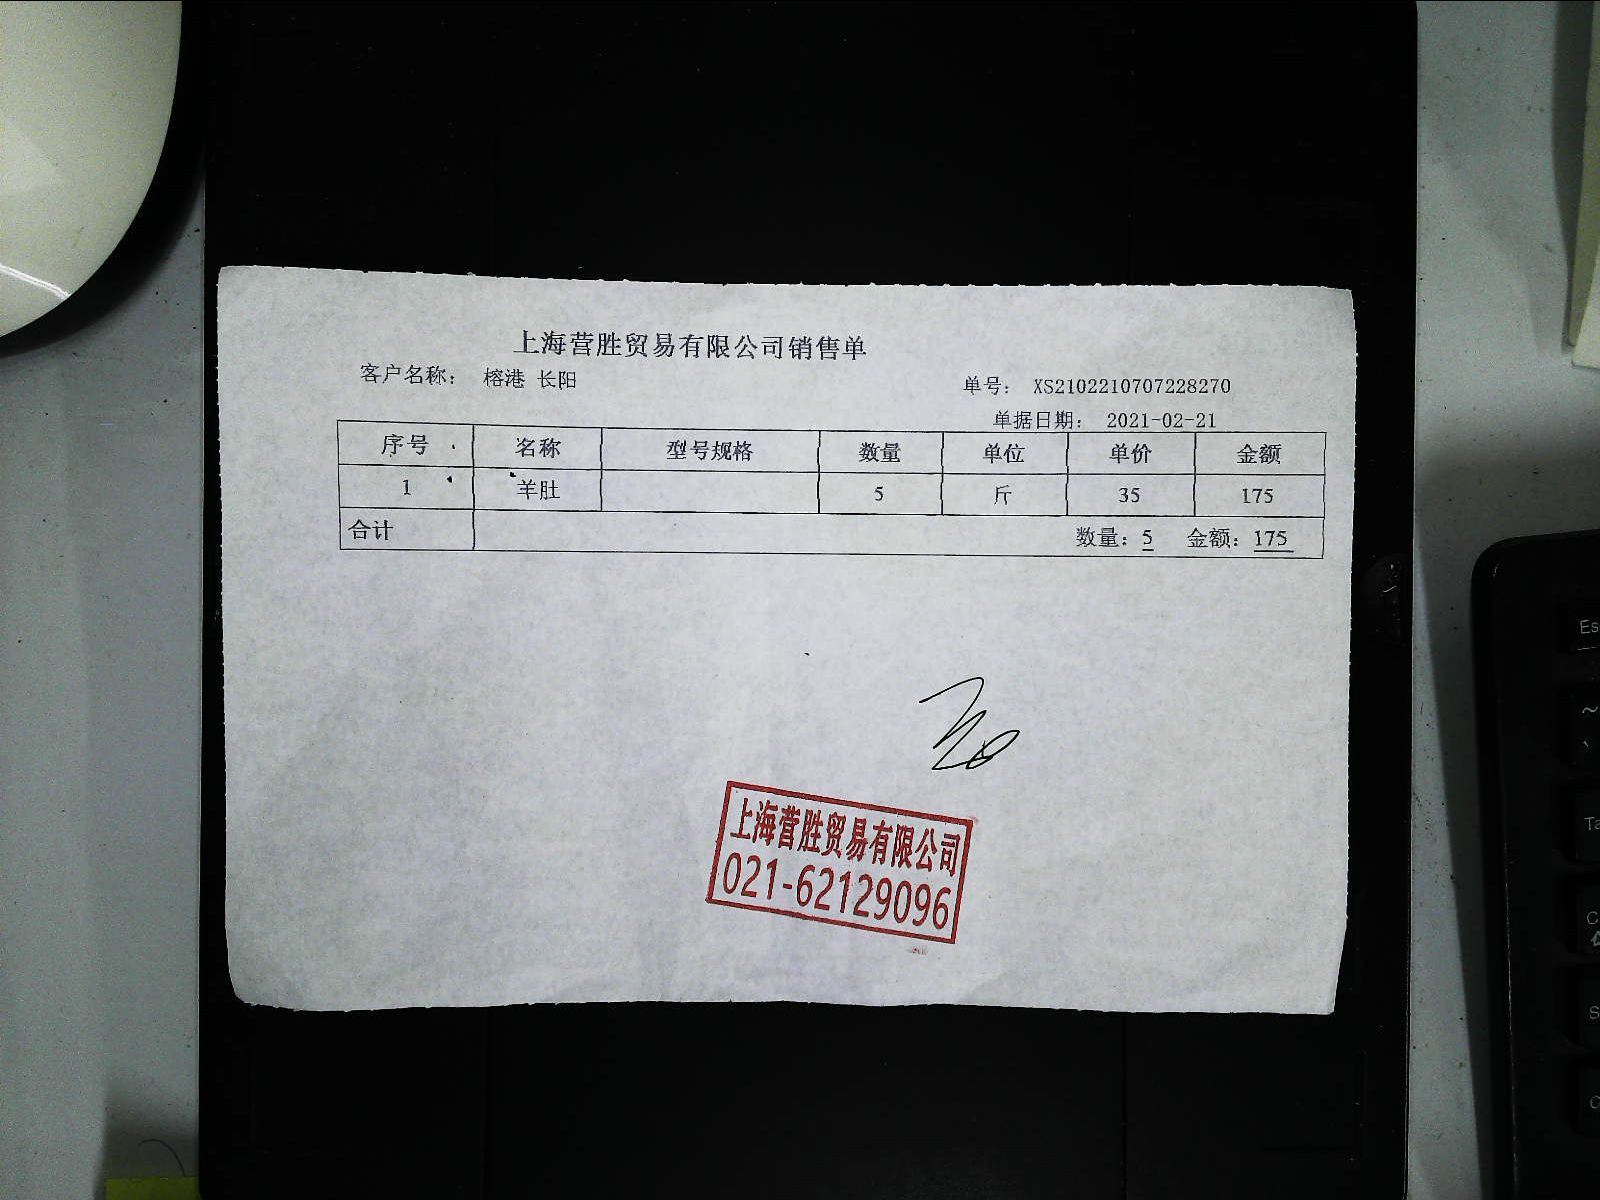 上海营胜贸易有限公司销售单
客户名称： 榕港 长阳
单号： XS2102210707228270
单据日期： 2021-02-21
序号 名称 型号规格 数量 单位 单价 金额
1 羊肚 5 斤 35 175
合计 数量：5 金额：175
上海营胜贸易有限公司
021-62129096
Es
~
Ta